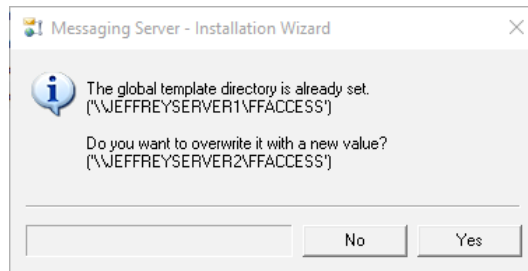 Messaging Server - Installation Wizard
The global template directory is already set.
('\\JEFFREYSERVER1\FFACCESS')
Do you want to overwrite it with a new value?
('\\JEFFREYSERVER2\FFACCESS')
No
Yes